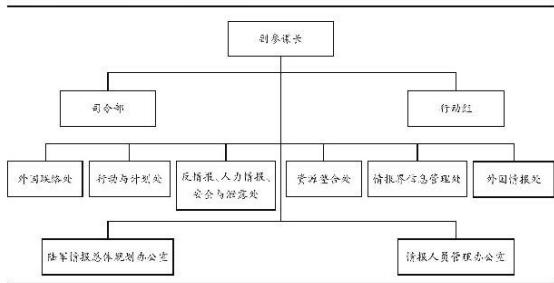 副参谋长
司令部
行动组
外国联络处
行动与计划处
反情报、人力情报、
安全与泄露处
资源整合处
情报界信息管理处
外国情报处
陆军情报总体规划办公室
情报人员管理办公室